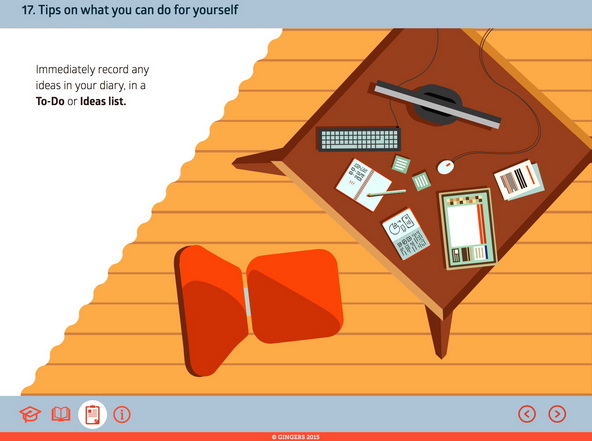 17. Tips on what you can do for yourself
Immediately record any
ideas in your diary, in a
To-Do or Ideas list.
© GINGERS 2015